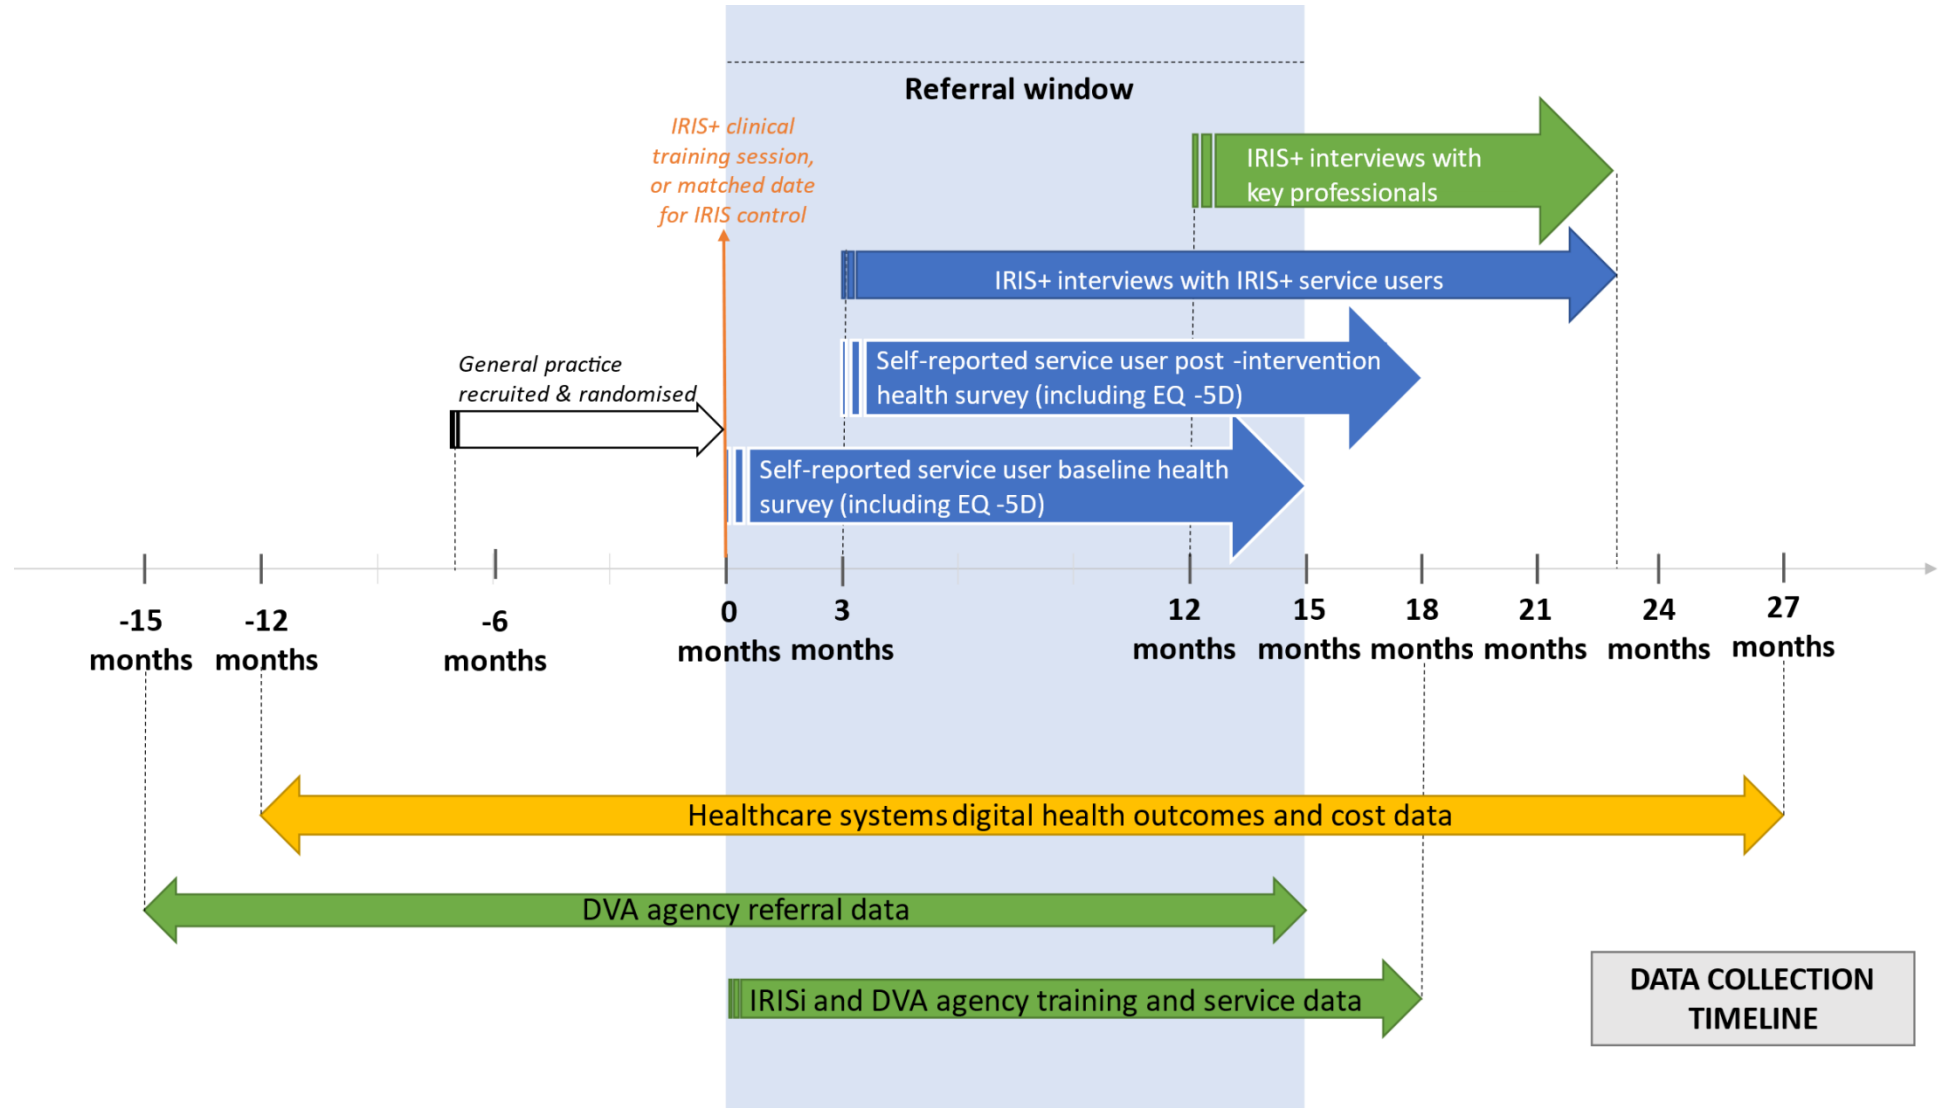 Referral window
IRIS+ clinical
training session,
or matched date
for IRIS control
IRIS+ interviews with
key professionals
IRIS+ interviews with IRIS+ service users
General practice
recruited & randomised
Self-reported service user post -intervention
health survey (including EQ -5D)
Self-reported service user baseline health
survey (including EQ -5D)
-15
months
-12
months
-6
months
0
months
3
months
12
months
15
months
18
months
21
months
24
months
27
months
Healthcare systems digital health outcomes and cost data
DVA agency referral data
IRISi and DVA agency training and service data
DATA COLLECTION
TIMELINE